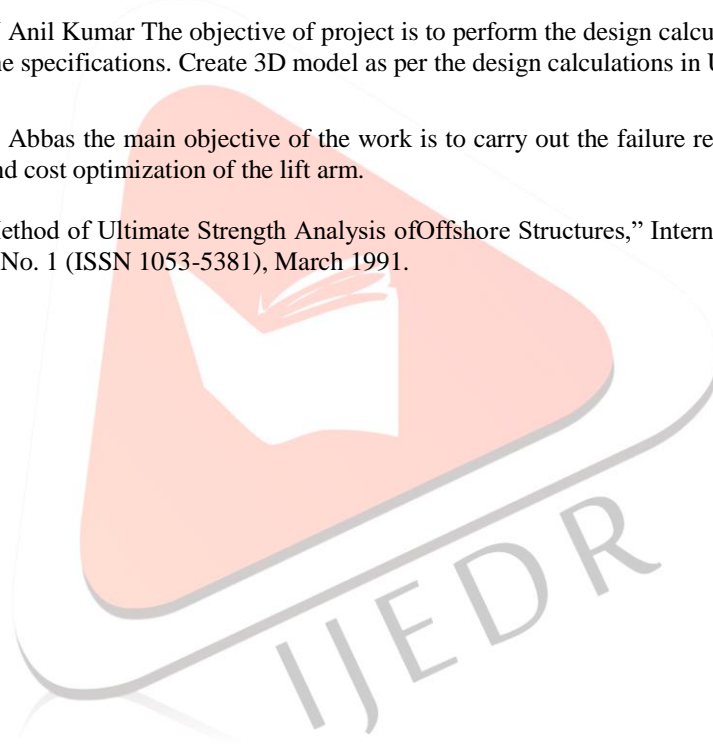 Anil Kumar The objective of project is to perform the design calcu
specifications. Create 3D model as per the design calculations in
Abbas the main objective of the work is to carry out the failure re
nd cost optimization of the lift arm.
ethod of Ultimate Strength Analysis ofOffshore Structures,” Intern
No. 1 (ISSN 1053-5381), March 1991.
IJEDR